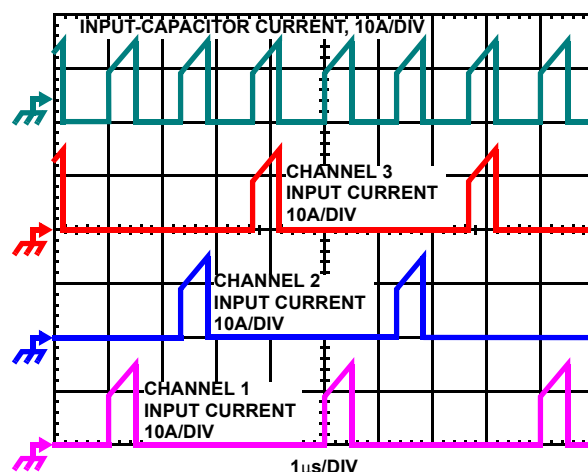 INPUT-CAPACITOR CURRENT, 10A/DIV
CHANNEL 3
INPUT CURRENT
10A/DIV
CHANNEL 2
INPUT CURRENT
10A/DIV
CHANNEL 1
INPUT CURRENT
10A/DIV
1μs/DIV